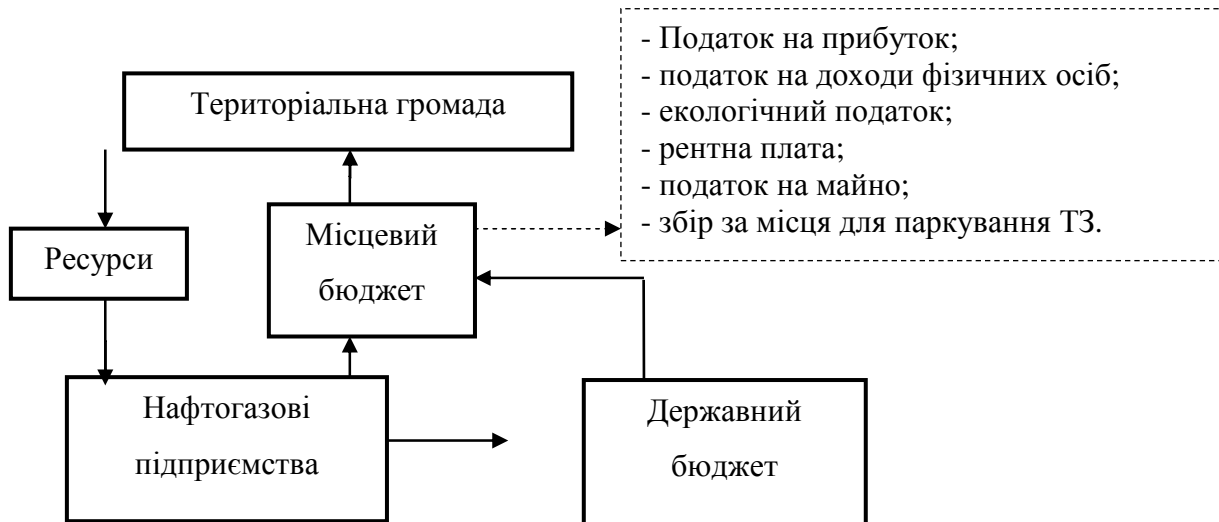 - Податок на прибуток;
- податок на доходи фізичних осіб;
- екологічний податок;
- рентна плата;
- податок на майно;
- збір за місця для паркування ТЗ.
Територіальна громада
Ресурси
Місцевий
бюджет
Нафтогазові
підприємства
Державний
бюджет